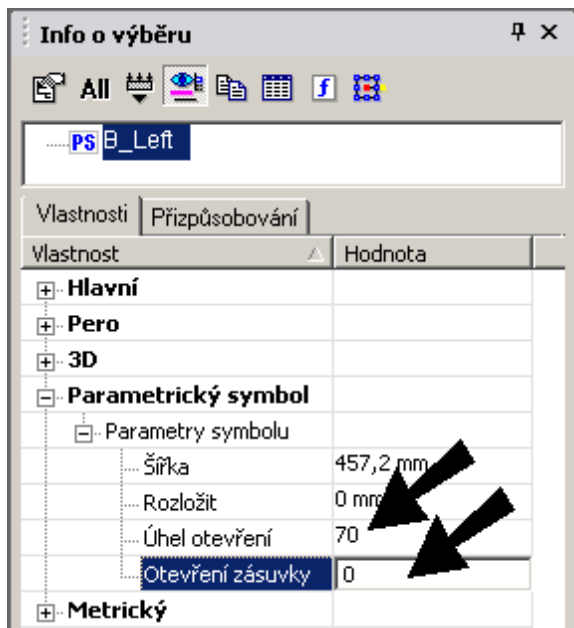 Info o výběru
All
f
PS B_Left
Vlastnosti Přizpůsobování
Vlastnost Hodnota
Hlavní
Pero
3D
Parametrický symbol
Parametry symbolu
Šířka 457,2 mm
Rozložit 0 mm
Úhel otevření 70
Otevření zásuvky 0
Metrický